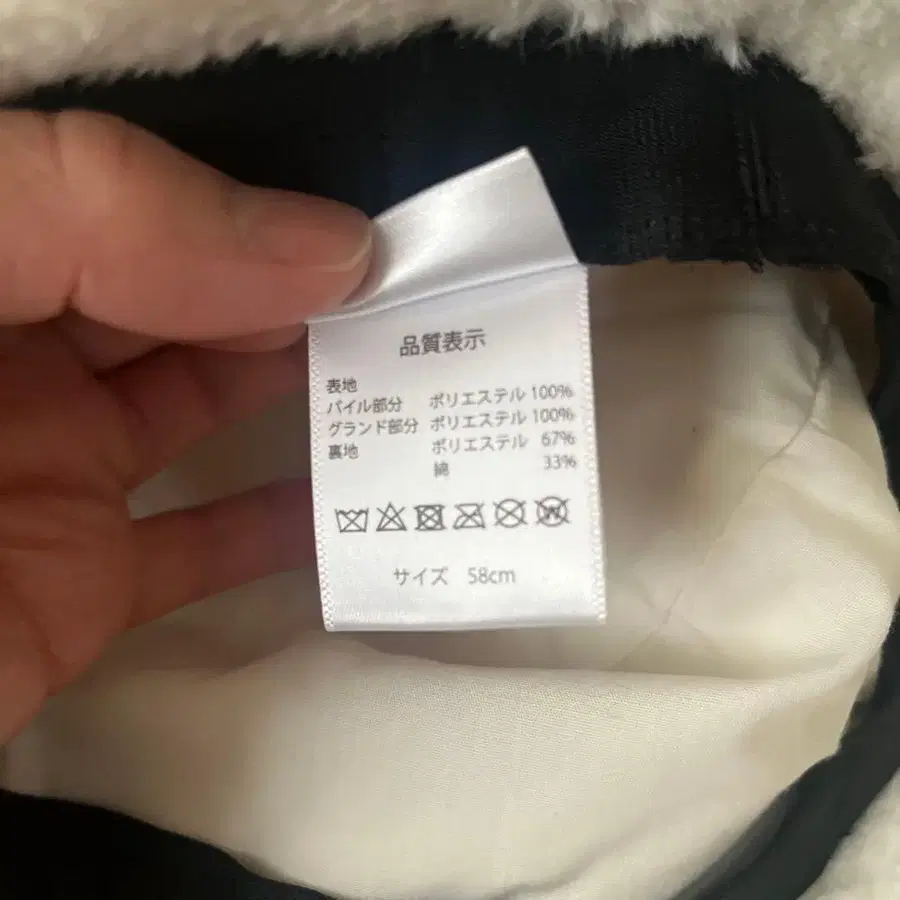 品質表示
表地
パイル部分 ポリエステル 100%
グランド部分 ポリエステル 100%
裏地 ポリエステル 67%
綿 33%
サイズ 58cm